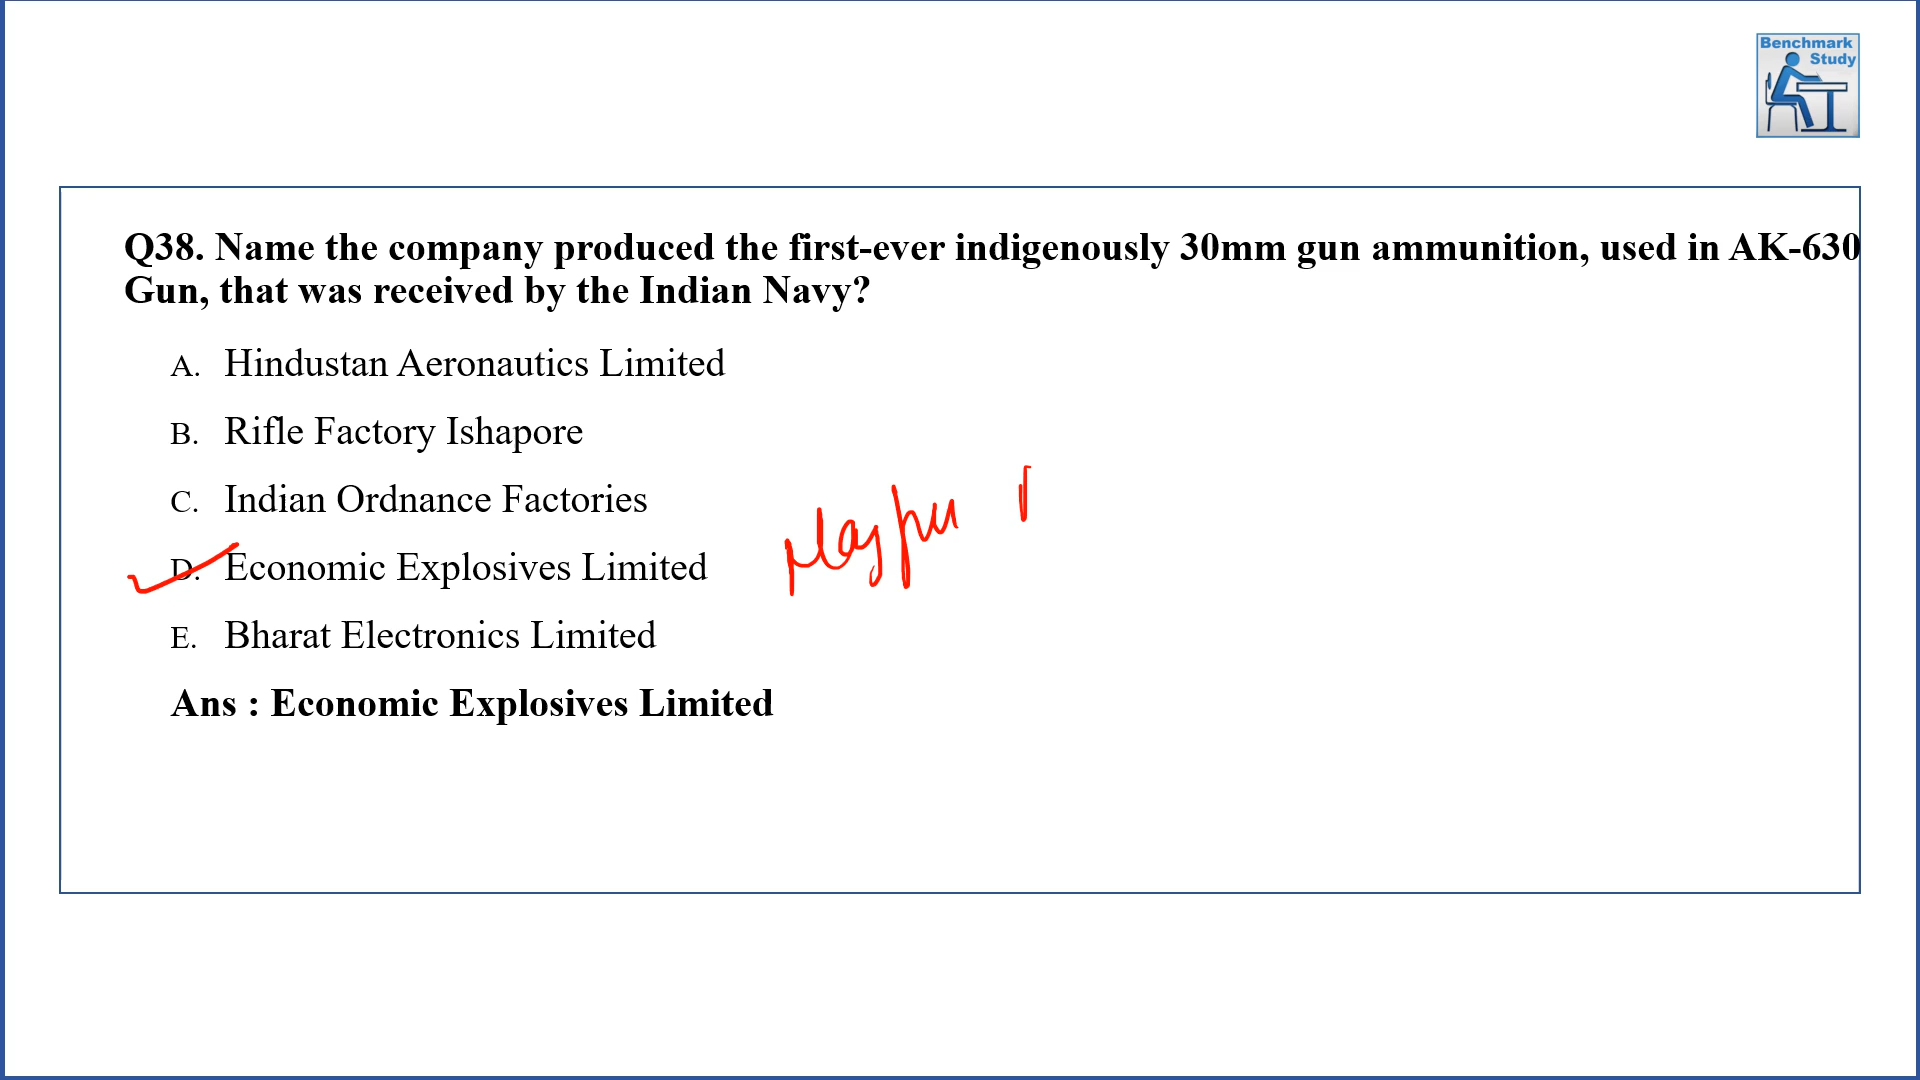 Benchmark
Study
Q38. Name the company produced the first-ever indigenously 30mm gun ammunition, used in AK-630
Gun, that was received by the Indian Navy?
A. Hindustan Aeronautics Limited
B. Rifle Factory Ishapore
C. Indian Ordnance Factories
D. Economic Explosives Limited
Nagpur
E. Bharat Electronics Limited
Ans : Economic Explosives Limited